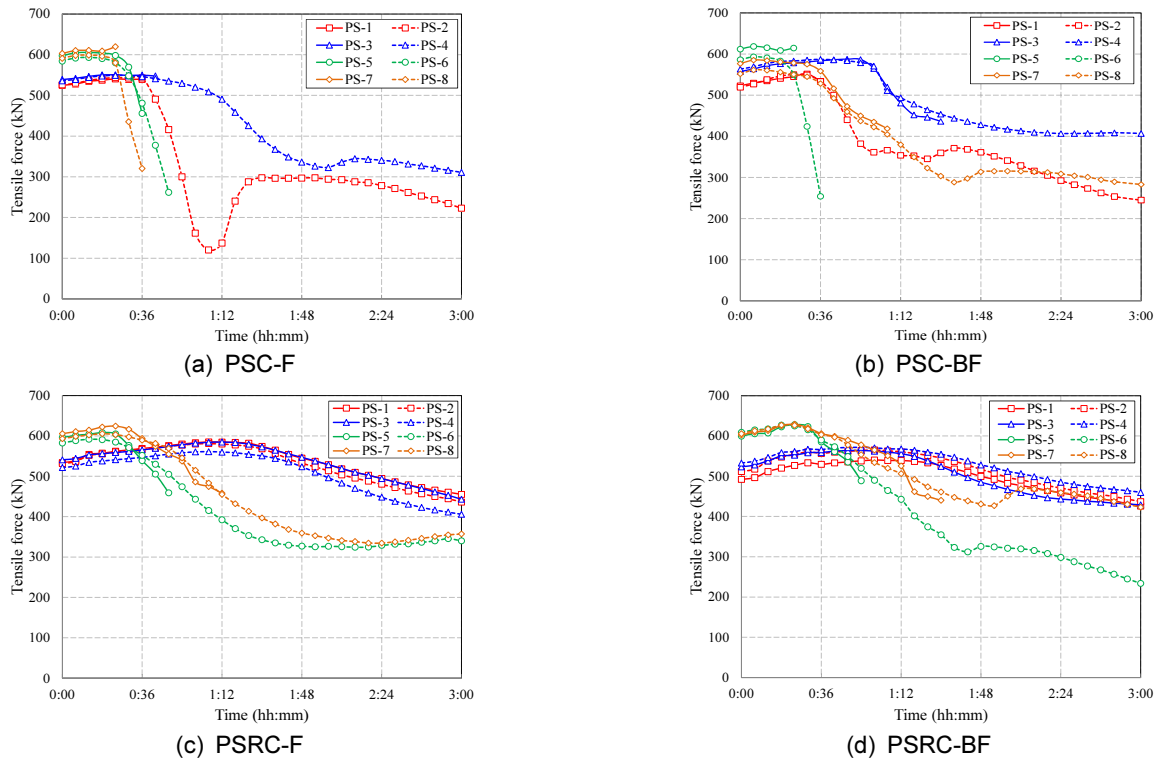 700
600
500
400
300
200
100
0
Tensile force (kN)
PS-1 PS-2
PS-3 PS-4
PS-5 PS-6
PS-7 PS-8
0:00 0:36 1:12 1:48 2:24 3:00
Time (hh:mm)
(a) PSC-F
700
600
500
400
300
200
100
0
Tensile force (kN)
PS-1 PS-2
PS-3 PS-4
PS-5 PS-6
PS-7 PS-8
0:00 0:36 1:12 1:48 2:24 3:00
Time (hh:mm)
(b) PSC-BF
700
600
500
400
300
200
100
0
Tensile force (kN)
PS-1 PS-2
PS-3 PS-4
PS-5 PS-6
PS-7 PS-8
0:00 0:36 1:12 1:48 2:24 3:00
Time (hh:mm)
(c) PSRC-F
700
600
500
400
300
200
100
0
Tensile force (kN)
PS-1 PS-2
PS-3 PS-4
PS-5 PS-6
PS-7 PS-8
0:00 0:36 1:12 1:48 2:24 3:00
Time (hh:mm)
(d) PSRC-BF